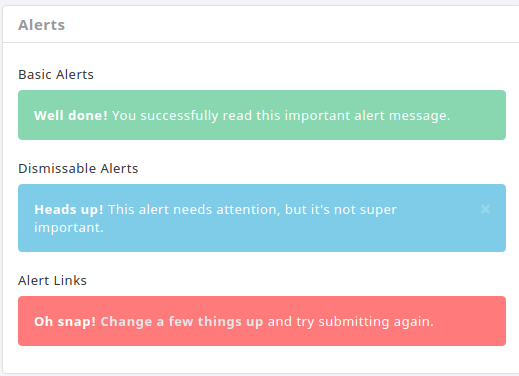 Alerts
Basic Alerts
Well done! You successfully read this important alert message.
Dismissable Alerts
Heads up! This alert needs attention, but it's not super
important.
Alert Links
Oh snap! Change a few things up and try submitting again.